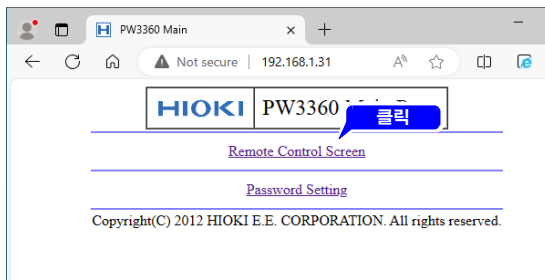 PW3360 Main
Not secure
192.168.1.31
HIOKI
PW3360
클릭
Remote Control Screen
Password Setting
Copyright(C) 2012 HIOKI E.E. CORPORATION. All rights reserved.